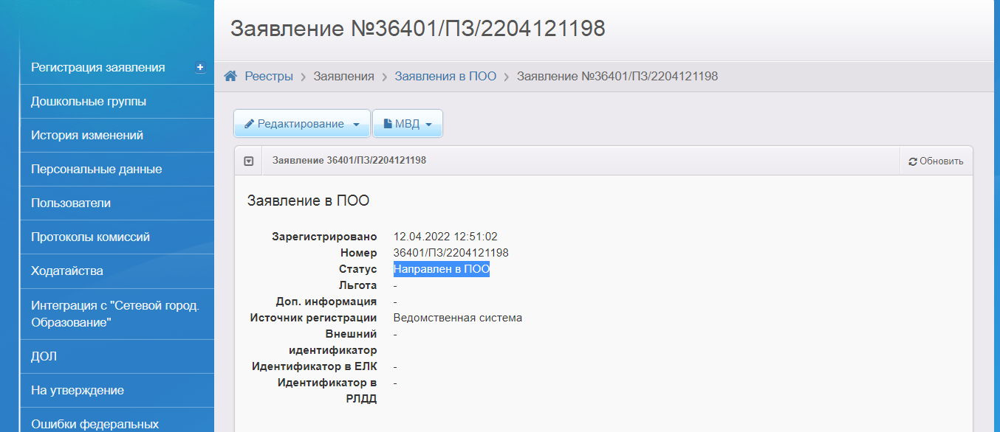 Заявление №36401/ПЗ/2204121198
Регистрация заявления
Дошкольные группы
История изменений
Персональные данные
Пользователи
Протоколы комиссий
Ходатайства
Интеграция с "Сетевой город.
Образование"
ДОЛ
На утверждение
Ошибки федеральных
Реестры > Заявления > Заявления в ПОО > Заявление №36401/ПЗ/2204121198
Редактирование МВД
Заявление 36401/ПЗ/2204121198 Обновить
Заявление в ПОО
Зарегистрировано 12.04.2022 12:51:02
Номер 36401/ПЗ/2204121198
Статус Направлен в ПОО
Льгота -
Доп. информация -
Источник регистрации Ведомственная система
Внешний -
идентификатор
Идентификатор в ЕЛК -
Идентификатор в -
РЛДД